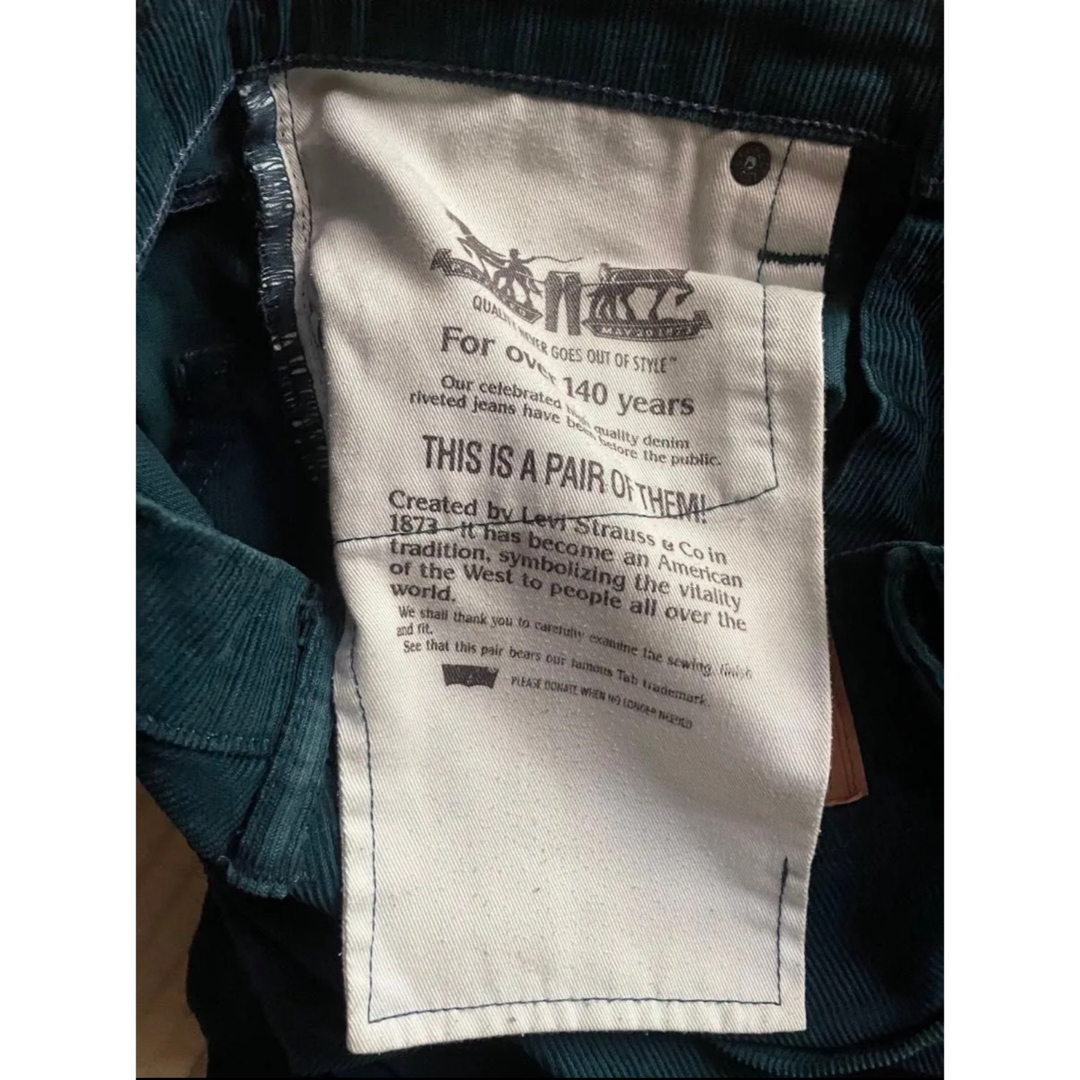 MAY
QUALITY NEVER GOES OUT OF STYLE™
For over 140 years
Our celebrated high quality denim
riveted jeans have been before the public.
THIS IS A PAIR OF THEM!
Created by Levi Strauss & Co in
1873 - it has become an American
tradition, symbolizing the vitality
of the West to people all over the
world.
We shall thank you to carefully examine the sewing, finish
and fit.
See that this pair bears our famous Tab trademark.
PLEASE DONATE WHEN NO LONGER NEEDED